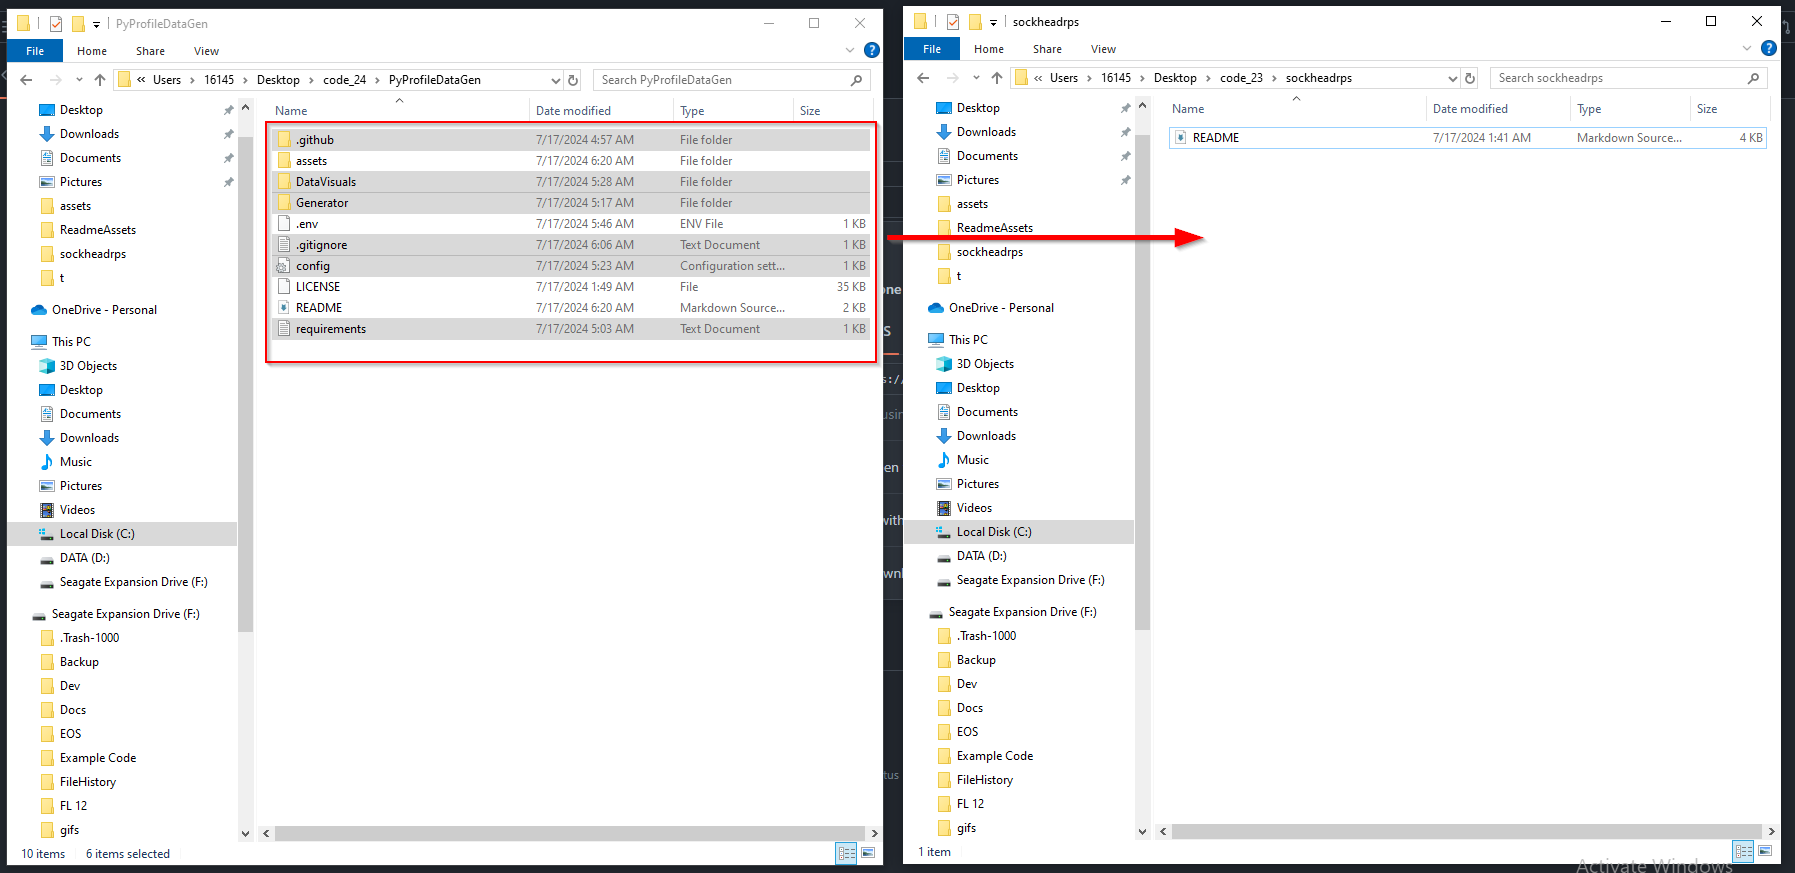 PyProfileDataGen
File Home Share View
« Users > 16145 > Desktop > code_24 > PyProfileDataGen
Search PyProfileDataGen
Desktop
Downloads
Documents
Pictures
assets
ReadmeAssets
sockheadrps
t
OneDrive - Personal
This PC
3D Objects
Desktop
Documents
Downloads
Music
Pictures
Videos
Local Disk (C:)
DATA (D:)
Seagate Expansion Drive (F:)
Seagate Expansion Drive (F:)
.Trash-1000
Backup
Dev
Docs
EOS
Example Code
FileHistory
FL 12
gifs
Name Date modified Type Size
.github 7/17/2024 4:57 AM File folder
assets 7/17/2024 6:20 AM File folder
DataVisuals 7/17/2024 5:28 AM File folder
Generator 7/17/2024 5:17 AM File folder
.env 7/17/2024 5:46 AM ENV File 1 KB
.gitignore 7/17/2024 6:06 AM Text Document 1 KB
config 7/17/2024 5:23 AM Configuration sett... 1 KB
LICENSE 7/17/2024 1:49 AM File 35 KB
README 7/17/2024 6:20 AM Markdown Source... 2 KB
requirements 7/17/2024 5:03 AM Text Document 1 KB
10 items 6 items selected
sockheadrps
File Home Share View
« Users > 16145 > Desktop > code_23 > sockheadrps
Search sockheadrps
Desktop
Downloads
Documents
Pictures
assets
ReadmeAssets
sockheadrps
t
OneDrive - Personal
This PC
3D Objects
Desktop
Documents
Downloads
Music
Pictures
Videos
Local Disk (C:)
DATA (D:)
Seagate Expansion Drive (F:)
Seagate Expansion Drive (F:)
.Trash-1000
Backup
Dev
Docs
EOS
Example Code
FileHistory
FL 12
gifs
Name Date modified Type Size
README 7/17/2024 1:41 AM Markdown Source... 4 KB
1 item
Activate Windows